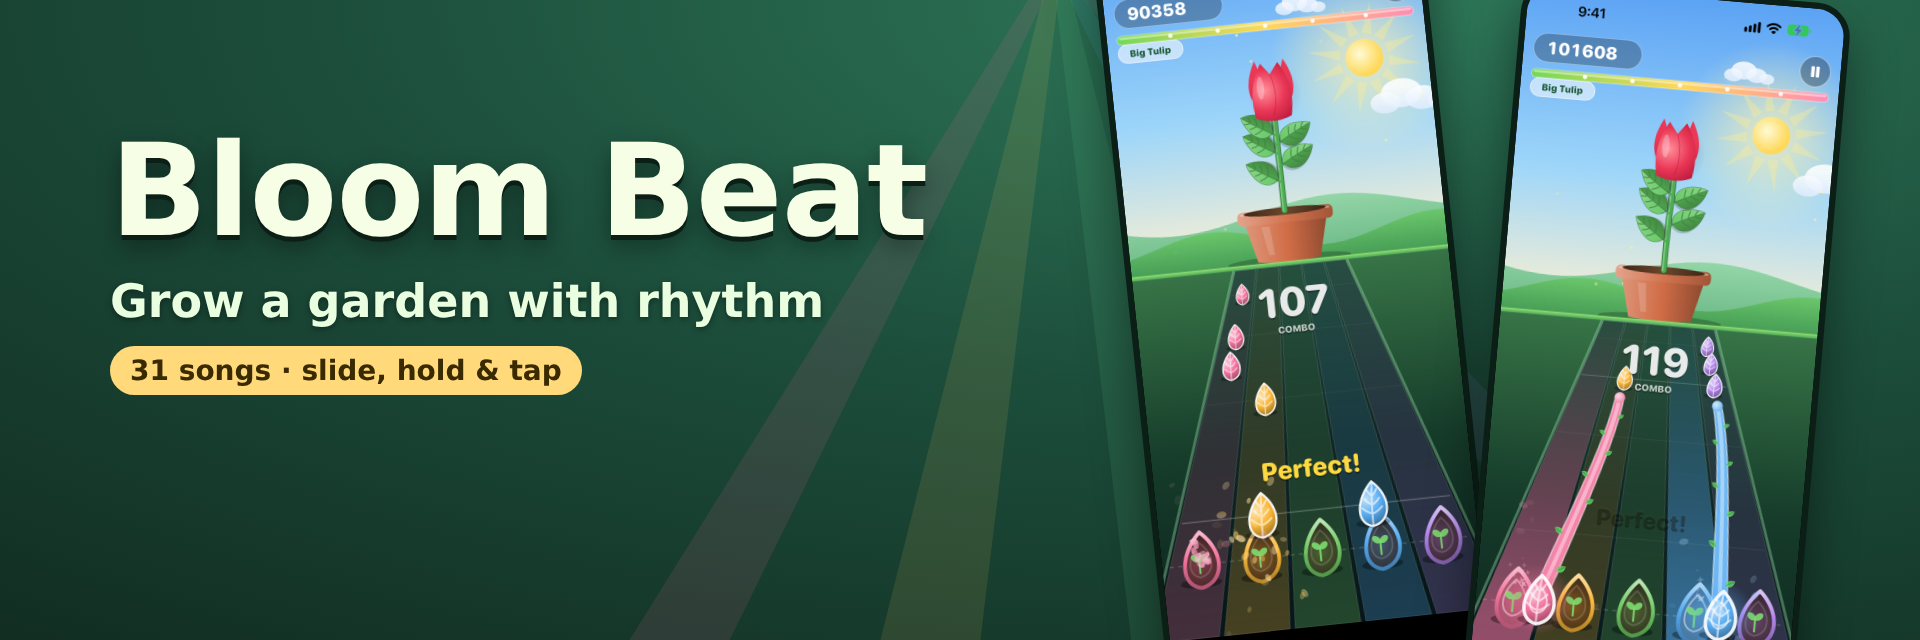 Bloom Beat
Grow a garden with rhythm
31 songs · slide, hold & tap
90358
Big Tulip
107
COMBO
Perfect!
9:41
101608
Big Tulip
119
COMBO
Perfect!